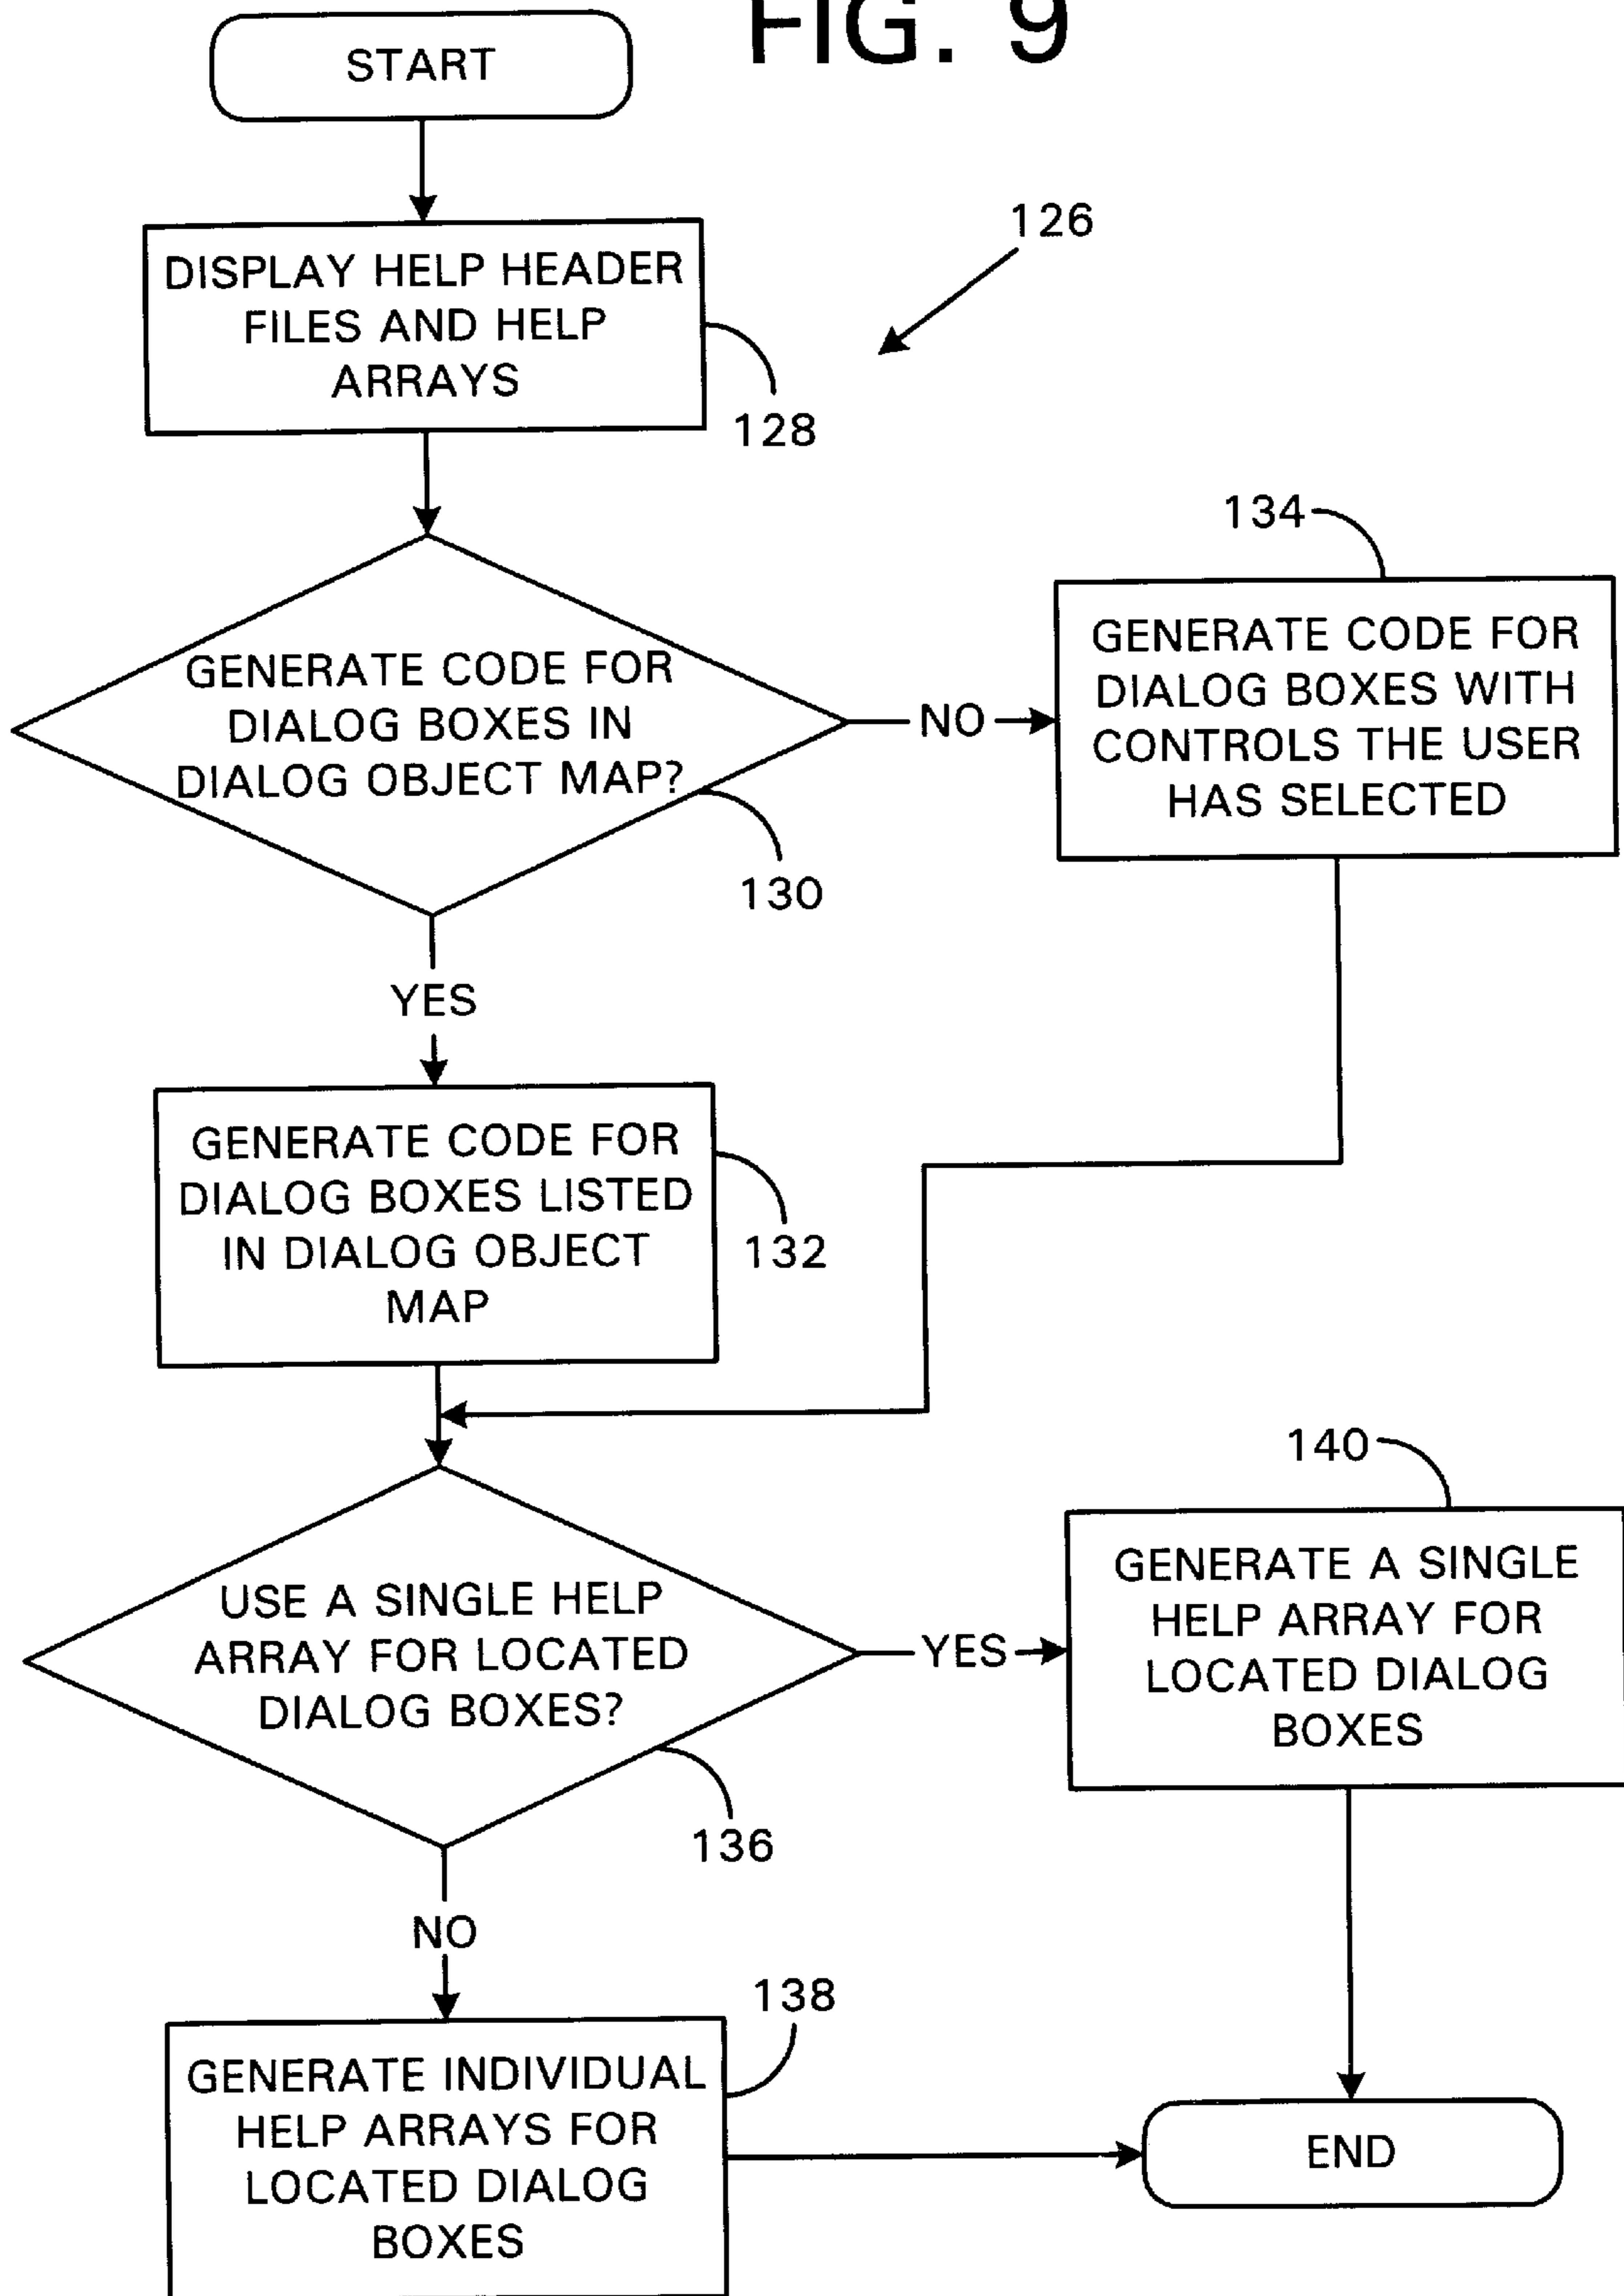 FIG. 9
START
126
DISPLAY HELP HEADER
FILES AND HELP
ARRAYS
128
134
GENERATE CODE FOR
DIALOG BOXES IN
DIALOG OBJECT MAP?
NO
GENERATE CODE FOR
DIALOG BOXES WITH
CONTROLS THE USER
HAS SELECTED
130
YES
GENERATE CODE FOR
DIALOG BOXES LISTED
IN DIALOG OBJECT
MAP
132
140
USE A SINGLE HELP
ARRAY FOR LOCATED
DIALOG BOXES?
YES
GENERATE A SINGLE
HELP ARRAY FOR
LOCATED DIALOG
BOXES
136
NO
138
GENERATE INDIVIDUAL
HELP ARRAYS FOR
LOCATED DIALOG
BOXES
END